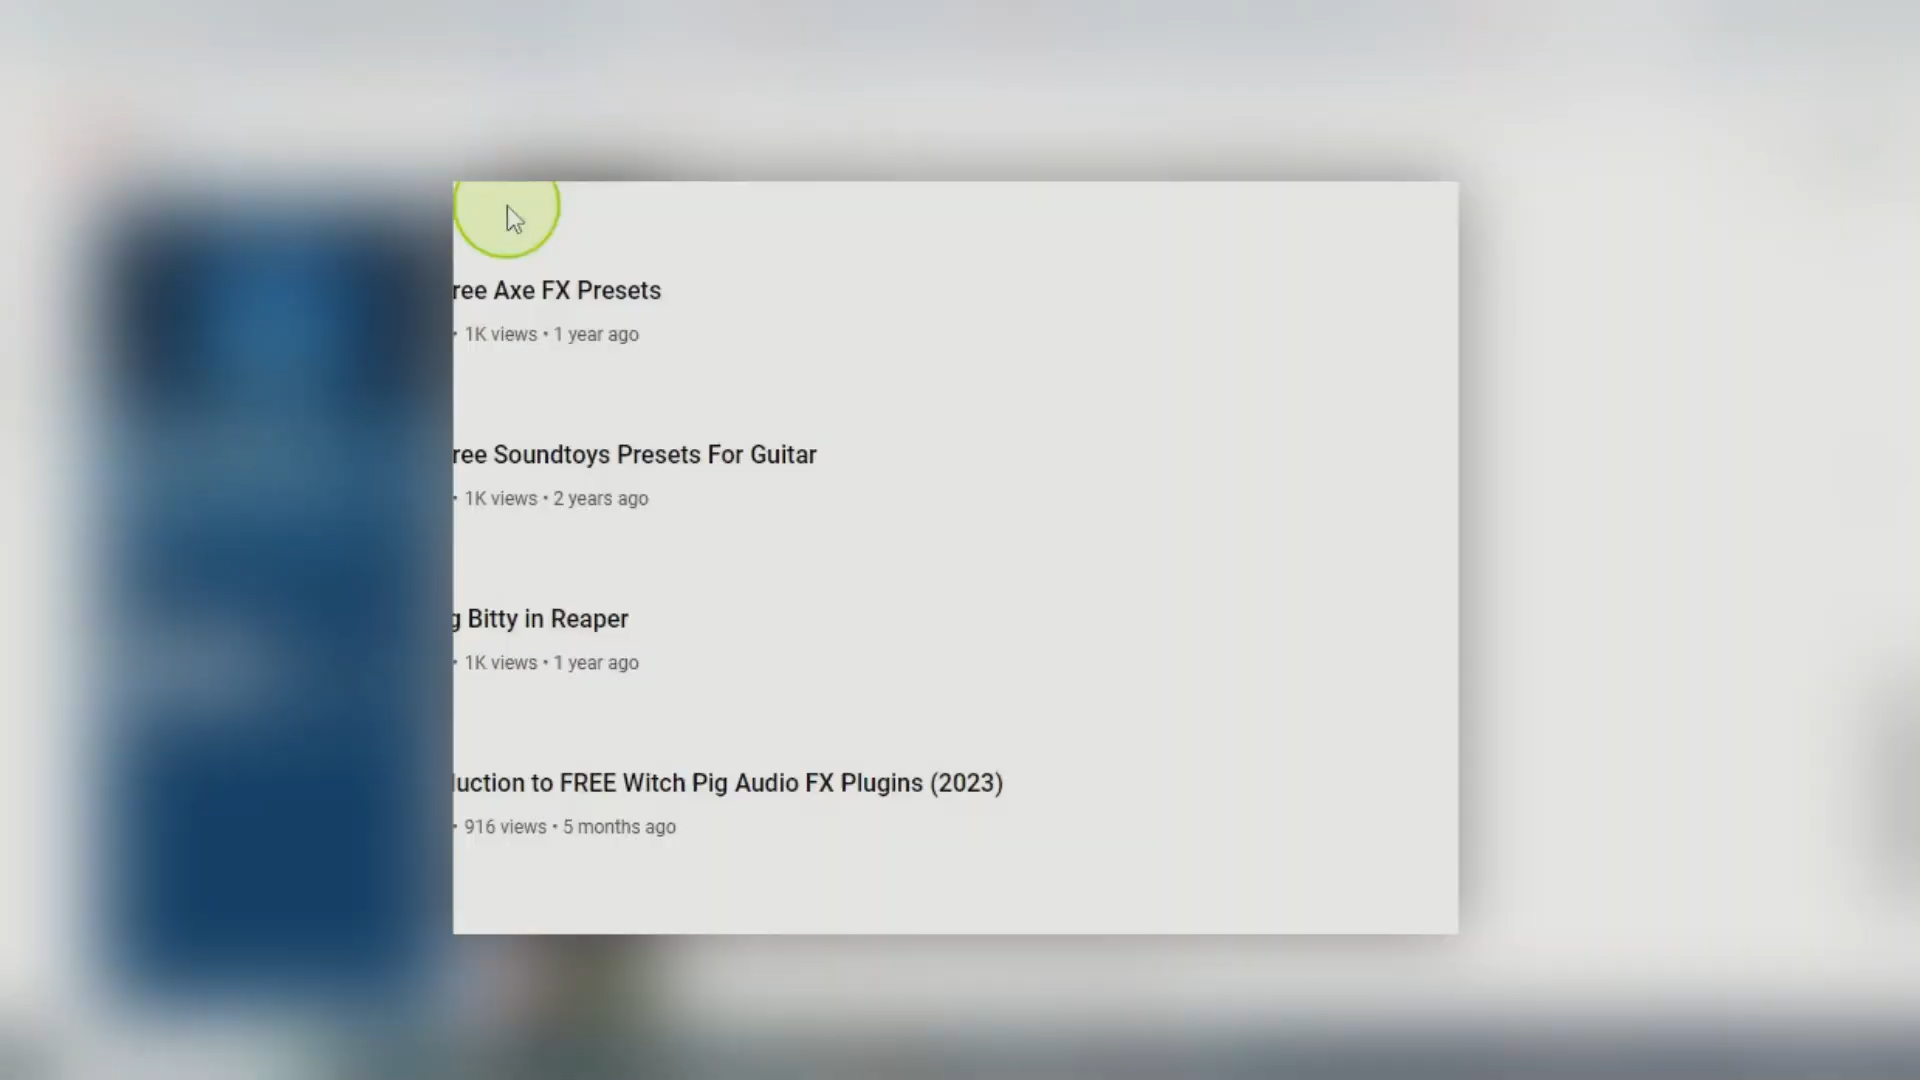 ree Axe FX Presets
• 1K views • 1 year ago
ree Soundtoys Presets For Guitar
• 1K views • 2 years ago
g Bitty in Reaper
• 1K views • 1 year ago
uction to FREE Witch Pig Audio FX Plugins (2023)
• 916 views • 5 months ago